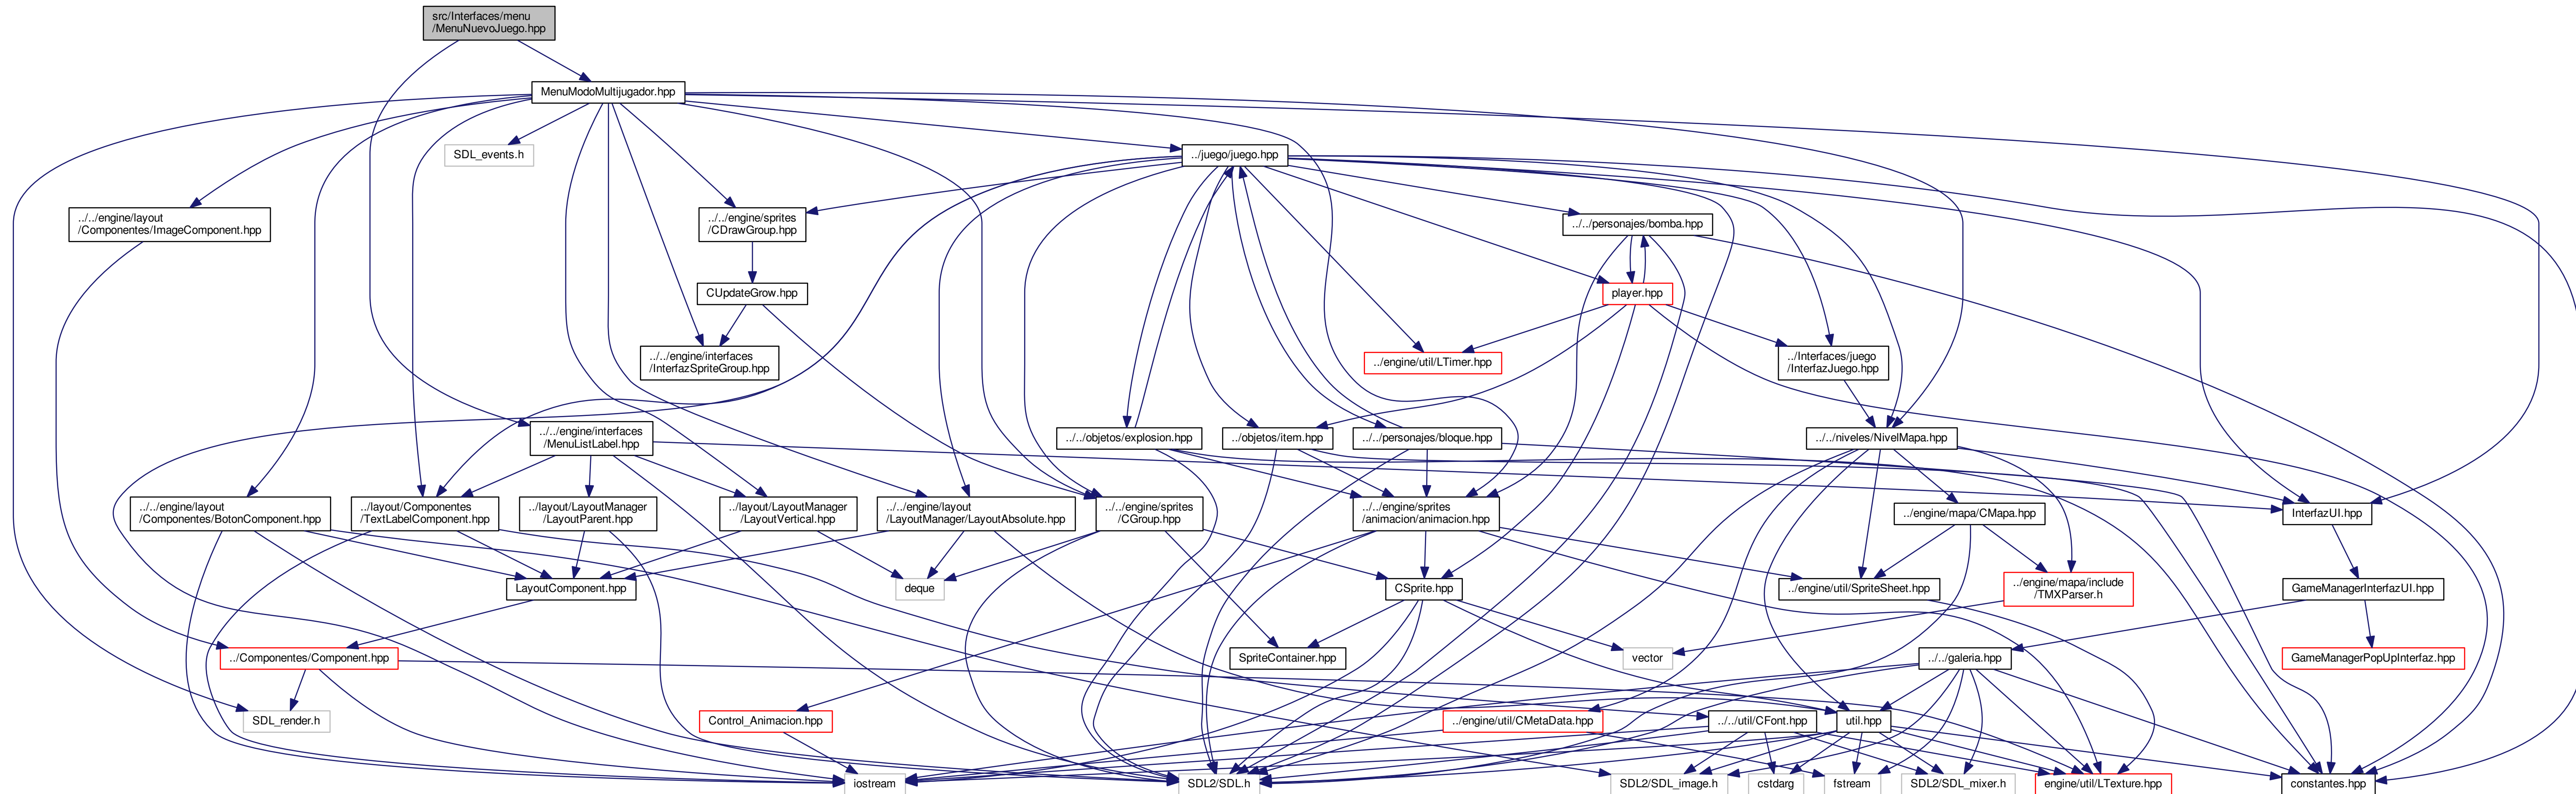 src/Interfaces/menu
/MenuNuevoJuego.hpp
MenuModoMultijugador.hpp
SDL_events.h
../juego/juego.hpp
../../engine/layout
/Componentes/ImageComponent.hpp
../../engine/sprites
/CDrawGroup.hpp
../../personajes/bomba.hpp
CUpdateGrow.hpp
player.hpp
../../engine/interfaces
/InterfazSpriteGroup.hpp
../engine/util/LTimer.hpp
../Interfaces/juego
/InterfazJuego.hpp
../../engine/interfaces
/MenuListLabel.hpp
../../objetos/explosion.hpp
../objetos/item.hpp
../../personajes/bloque.hpp
../../niveles/NivelMapa.hpp
../../engine/layout
/Componentes/BotonComponent.hpp
../layout/Componentes
/TextLabelComponent.hpp
../layout/LayoutManager
/LayoutParent.hpp
../layout/LayoutManager
/LayoutVertical.hpp
../../engine/layout
/LayoutManager/LayoutAbsolute.hpp
../../engine/sprites
/CGroup.hpp
../../engine/sprites
/animacion/animacion.hpp
../engine/mapa/CMapa.hpp
InterfazUI.hpp
LayoutComponent.hpp
deque
CSprite.hpp
../engine/util/SpriteSheet.hpp
../engine/mapa/include
/TMXParser.h
GameManagerInterfazUI.hpp
../Componentes/Component.hpp
SpriteContainer.hpp
vector
../../galeria.hpp
GameManagerPopUpInterfaz.hpp
SDL_render.h
Control_Animacion.hpp
../engine/util/CMetaData.hpp
../../util/CFont.hpp
util.hpp
iostream
SDL2/SDL.h
SDL2/SDL_image.h
cstdarg
fstream
SDL2/SDL_mixer.h
engine/util/LTexture.hpp
constantes.hpp